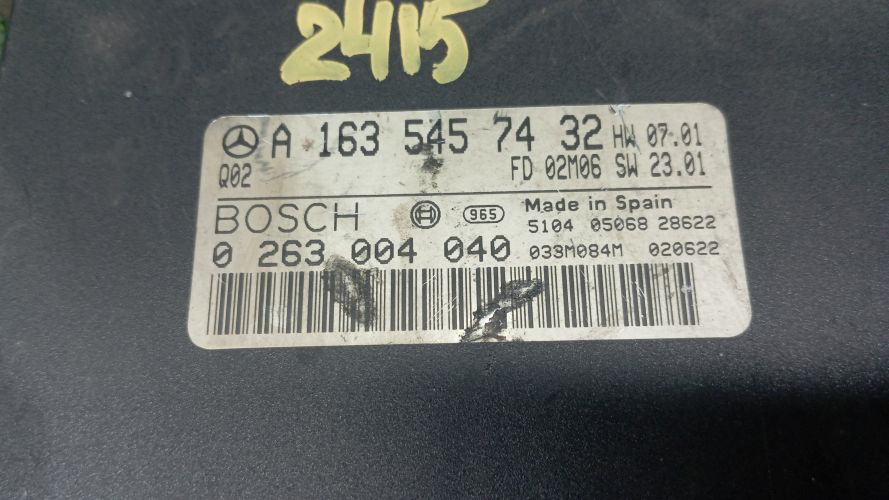 2415
A 163 545 74 32 HW 07.01
Q02 FD 02M06 SW 23.01
BOSCH 965 Made in Spain
5104 05068 28622
0 263 004 040 033M084M 020622